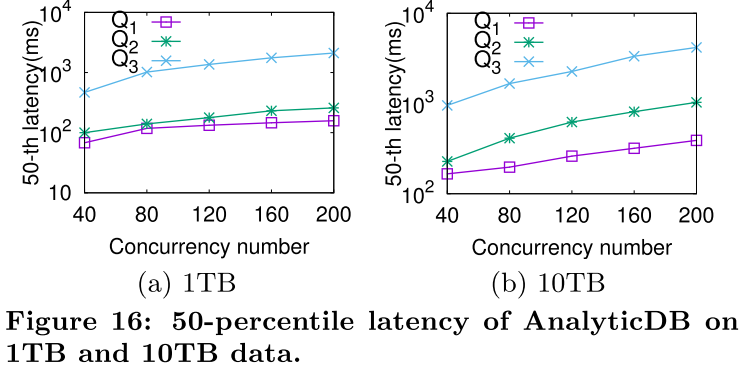 10^4
10^3
10^2
10
50-th latency(ms)
Q1
Q2
Q3
40 80 120 160 200
Concurrency number
(a) 1TB
10^4
10^3
10^2
50-th latency(ms)
Q1
Q2
Q3
40 80 120 160 200
Concurrency number
(b) 10TB
Figure 16: 50-percentile latency of AnalyticDB on
1TB and 10TB data.